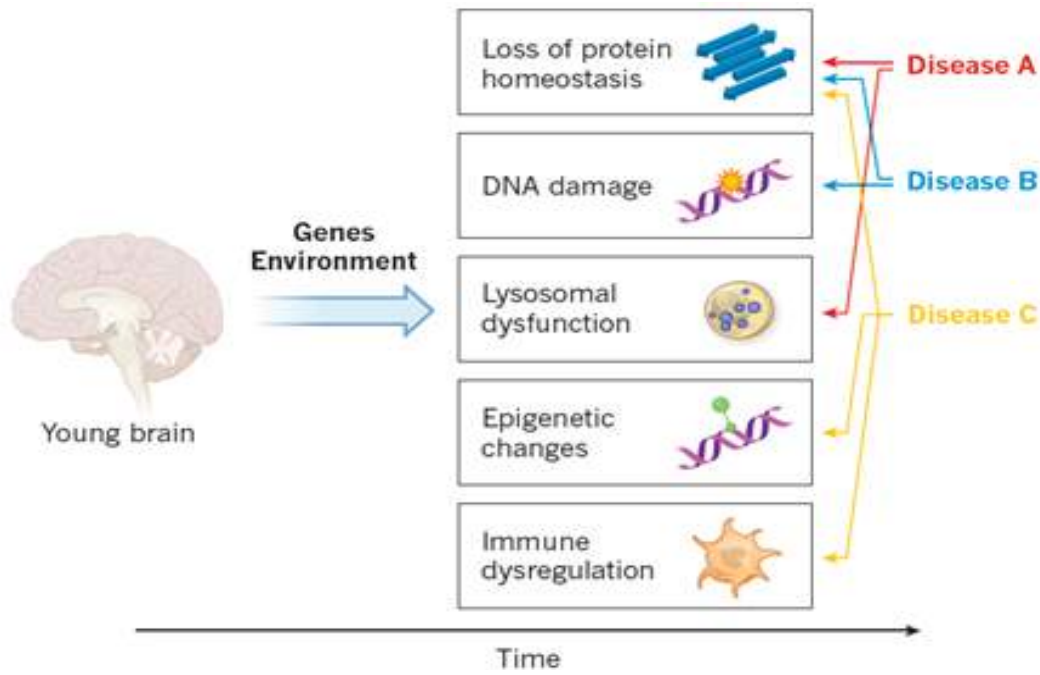 Loss of protein
homeostasis
Disease A
DNA damage
Disease B
Genes
Environment
Lysosomal
dysfunction
Disease C
Young brain
Epigenetic
changes
Immune
dysregulation
Time